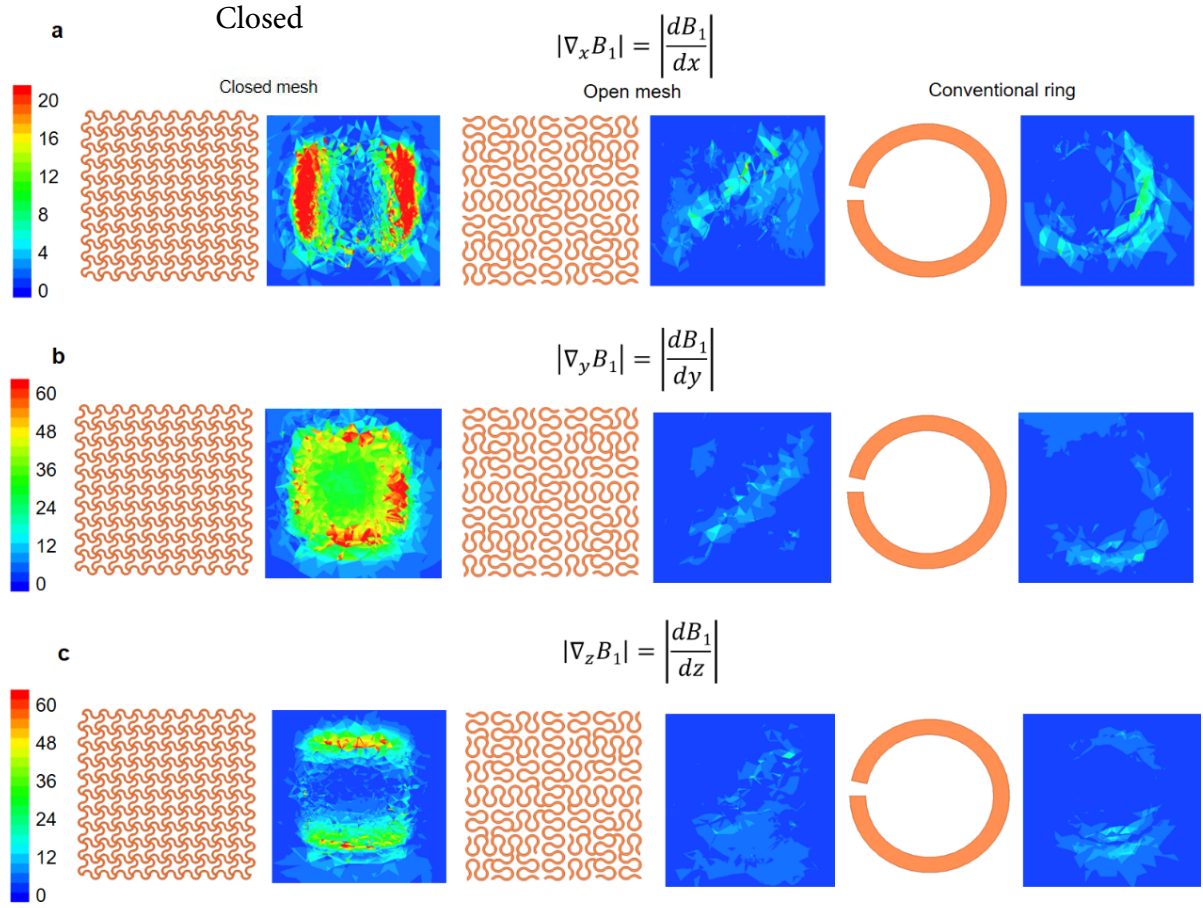 Closed
a
|∇ₓB₁| = |dB₁/dx|
Closed mesh
Open mesh
Conventional ring
20
16
12
8
4
0
b
|∇ᵧB₁| = |dB₁/dy|
60
48
36
24
12
0
c
|∇_zB₁| = |dB₁/dz|
60
48
36
24
12
0